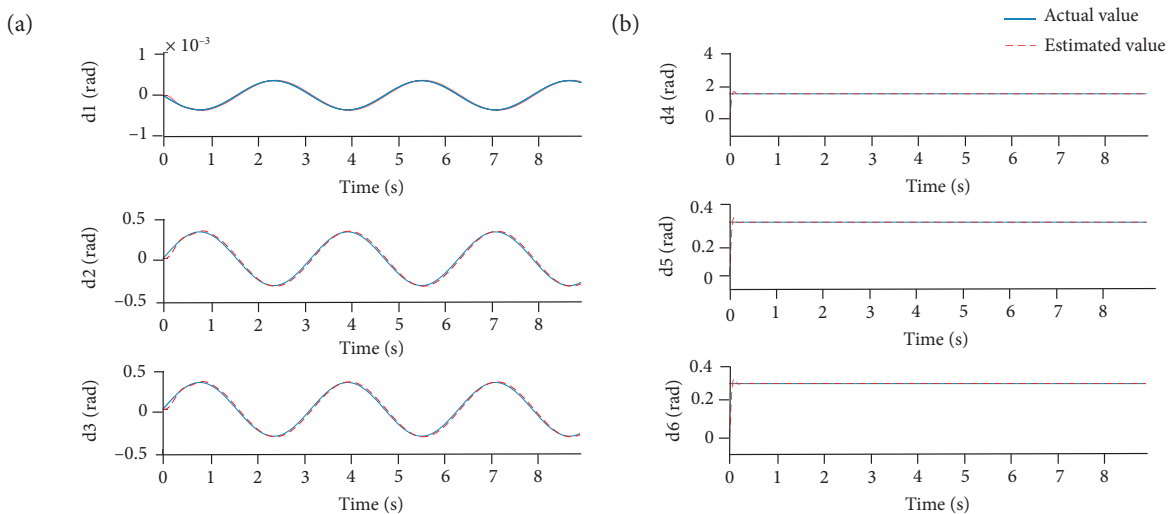 (a)
× 10⁻³
1
0
–1
d1 (rad)
0 1 2 3 4 5 6 7 8
Time (s)
0.5
0
–0.5
d2 (rad)
0 1 2 3 4 5 6 7 8
Time (s)
0.5
0
–0.5
d3 (rad)
0 1 2 3 4 5 6 7 8
Time (s)
(b)
Actual value
Estimated value
4
2
0
d4 (rad)
0 1 2 3 4 5 6 7 8
Time (s)
0.4
0.2
0
d5 (rad)
0 1 2 3 4 5 6 7 8
Time (s)
0.4
0.2
0
d6 (rad)
0 1 2 3 4 5 6 7 8
Time (s)